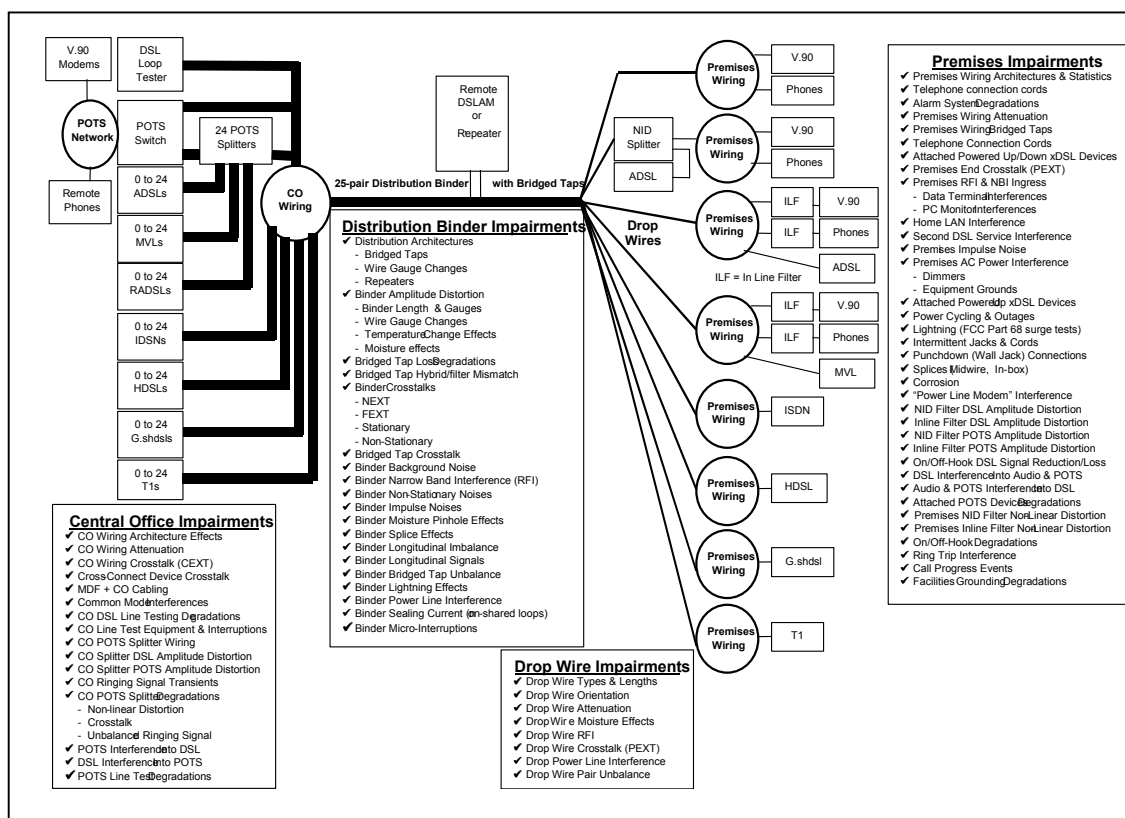 V.90
Modems
DSL
Loop
Tester
POTS
Network
POTS
Switch
24 POTS
Splitters
Remote
Phones
0 to 24
ADSLs
0 to 24
MVLs
0 to 24
RADSLs
0 to 24
IDSNs
0 to 24
HDSLs
0 to 24
G.shdsls
0 to 24
T1s
CO
Wiring
Remote
DSLAM
or
Repeater
25-pair Distribution Binder
with Bridged Taps
Drop
Wires
Premises
Wiring
V.90
Phones
NID
Splitter
ADSL
Premises
Wiring
V.90
Phones
Premises
Wiring
ILF
V.90
ILF
Phones
ADSL
ILF = In Line Filter
Premises
Wiring
ILF
V.90
ILF
Phones
MVL
Premises
Wiring
ISDN
Premises
Wiring
HDSL
Premises
Wiring
G.shdsl
Premises
Wiring
T1
Central Office Impairments
✔ CO Wiring Architecture Effects
✔ CO Wiring Attenuation
✔ CO Wiring Crosstalk (CEXT)
✔ Cross-Connect Device Crosstalk
✔ MDF + CO Cabling
✔ Common Mode Interferences
✔ CO DSL Line Testing Degradations
✔ CO Line Test Equipment & Interruptions
✔ CO POTS Splitter Wiring
✔ CO Splitter DSL Amplitude Distortion
✔ CO Splitter POTS Amplitude Distortion
✔ CO Ringing Signal Transients
✔ CO POTS Splitter Degradations
- Non-linear Distortion
- Crosstalk
- Unbalanced Ringing Signal
✔ POTS Interference Into DSL
✔ DSL Interference Into POTS
✔ POTS Line Test Degradations
Distribution Binder Impairments
✔ Distribution Architectures
- Bridged Taps
- Wire Gauge Changes
- Repeaters
✔ Binder Amplitude Distortion
- Binder Length & Gauges
- Wire Gauge Changes
- Temperature Change Effects
- Moisture effects
✔ Bridged Tap Loss Degradations
✔ Bridged Tap Hybrid/filter Mismatch
✔ Binder Crosstalks
- NEXT
- FEXT
- Stationary
- Non-Stationary
✔ Bridged Tap Crosstalk
✔ Binder Background Noise
✔ Binder Narrow Band Interference (RFI)
✔ Binder Non-Stationary Noises
✔ Binder Impulse Noises
✔ Binder Moisture Pinhole Effects
✔ Binder Splice Effects
✔ Binder Longitudinal Imbalance
✔ Binder Longitudinal Signals
✔ Binder Bridged Tap Unbalance
✔ Binder Lightning Effects
✔ Binder Power Line Interference
✔ Binder Sealing Current (on-shared loops)
✔ Binder Micro-Interruptions
Drop Wire Impairments
✔ Drop Wire Types & Lengths
✔ Drop Wire Orientation
✔ Drop Wire Attenuation
✔ Drop Wire Moisture Effects
✔ Drop Wire RFI
✔ Drop Wire Crosstalk (PEXT)
✔ Drop Power Line Interference
✔ Drop Wire Pair Unbalance
Premises Impairments
✔ Premises Wiring Architectures & Statistics
✔ Telephone connection cords
✔ Alarm System Degradations
✔ Premises Wiring Attenuation
✔ Premises Wiring Bridged Taps
✔ Telephone Connection Cords
✔ Attached Powered Up/Down xDSL Devices
✔ Premises End Crosstalk (PEXT)
✔ Premises RFI & NBI Ingress
- Data Terminal Interferences
- PC Monitor Interferences
✔ Home LAN Interference
✔ Second DSL Service Interference
✔ Premises Impulse Noise
✔ Premises AC Power Interference
- Dimmers
- Equipment Grounds
✔ Attached Powered Up xDSL Devices
✔ Power Cycling & Outages
✔ Lightning (FCC Part 68 surge tests)
✔ Intermittent Jacks & Cords
✔ Punchdown (Wall Jack) Connections
✔ Splices (Midwire, In-box)
✔ Corrosion
✔ "Power Line Modem" Interference
✔ NID Filter DSL Amplitude Distortion
✔ Inline Filter DSL Amplitude Distortion
✔ NID Filter POTS Amplitude Distortion
✔ Inline Filter POTS Amplitude Distortion
✔ On/Off-Hook DSL Signal Reduction/Loss
✔ DSL Interference Into Audio & POTS
✔ Audio & POTS Interference Into DSL
✔ Attached POTS Devices Degradations
✔ Premises NID Filter Non-Linear Distortion
✔ Premises Inline Filter Non-Linear Distortion
✔ On/Off-Hook Degradations
✔ Ring Trip Interference
✔ Call Progress Events
✔ Facilities Grounding Degradations